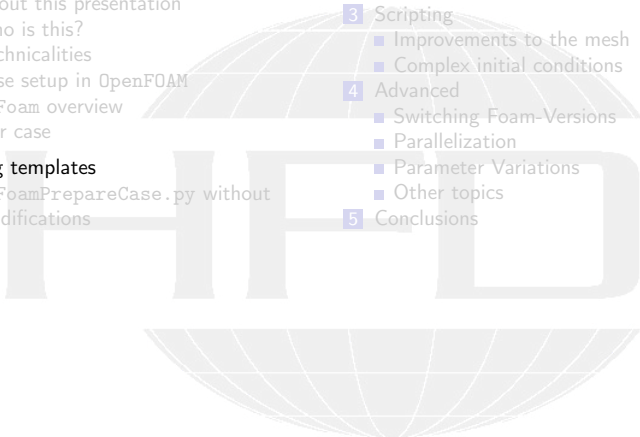 out this presentation
o is this?
chnicalities
se setup in OpenFOAM
Foam overview
r case
g templates
FoamPrepareCase.py without
difications
3 Scripting
Improvements to the mesh
Complex initial conditions
4 Advanced
Switching Foam-Versions
Parallelization
Parameter Variations
Other topics
5 Conclusions
HFD